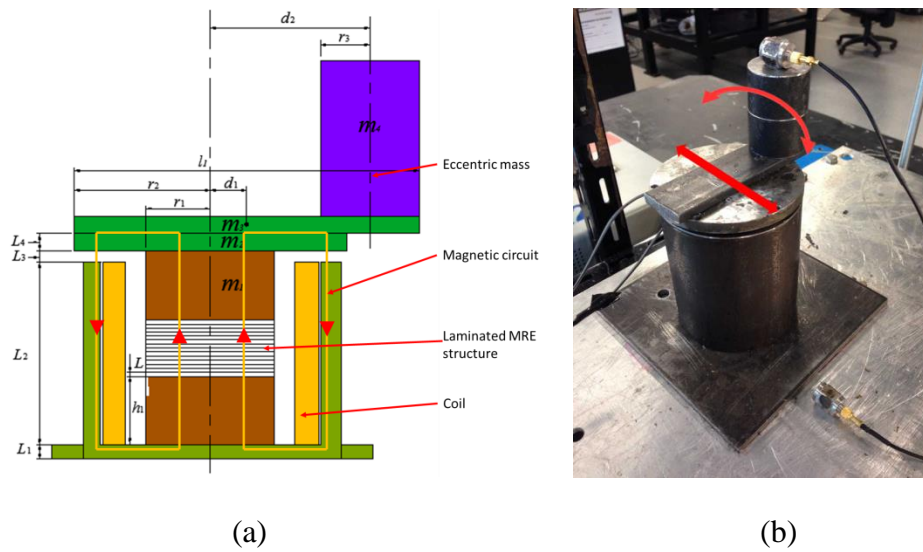 d₂
r₃
m₄
Eccentric mass
l₁
r₂
d₁
r₁
L₄
m₂
L₃
Magnetic circuit
m₁
L₂
Laminated MRE
structure
L
h₁
Coil
L₁
(a)
(b)